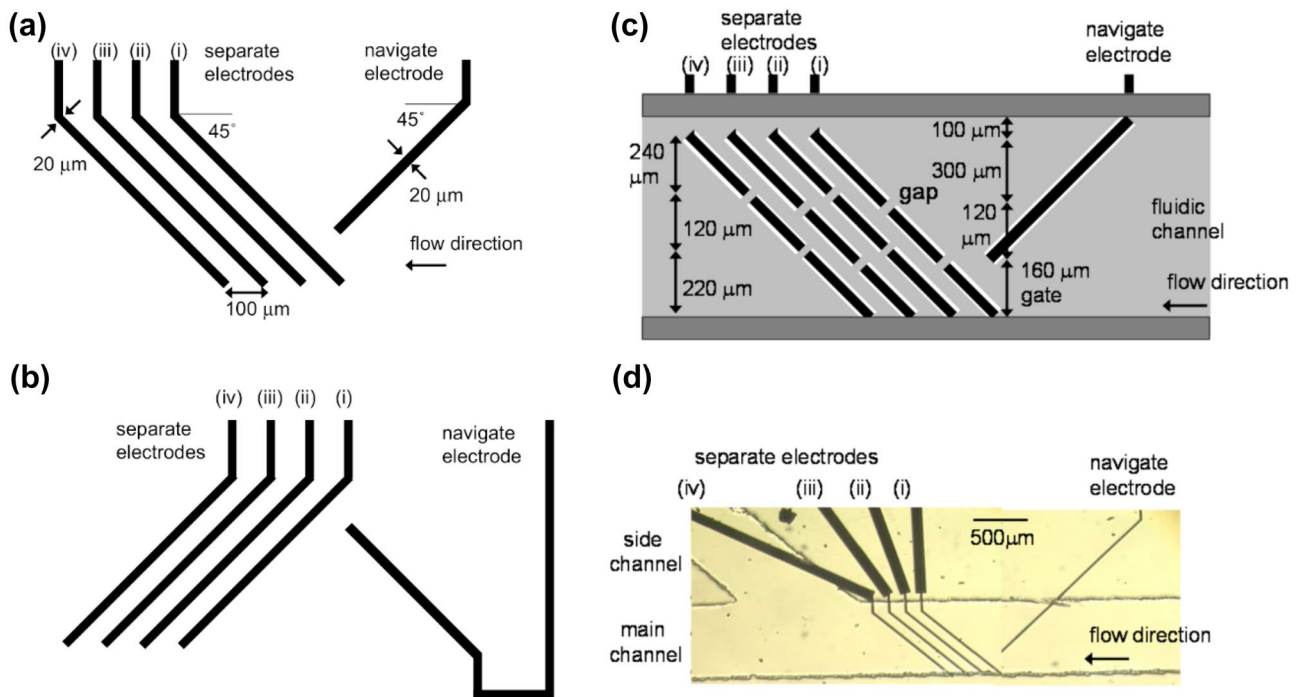 (a)
(iv) (iii) (ii) (i)
separate
electrodes
navigate
electrode
45°
45°
20 μm
20 μm
flow direction
100 μm
(b)
(iv) (iii) (ii) (i)
separate
electrodes
navigate
electrode
(c)
separate
electrodes
(iv) (iii) (ii) (i)
navigate
electrode
240
μm
120
μm
220 μm
gap
100 μm
300 μm
120
μm
160 μm
gate
fluidic
channel
flow direction
(d)
separate electrodes
(iv) (iii) (ii) (i)
navigate
electrode
500μm
side
channel
main
channel
flow direction